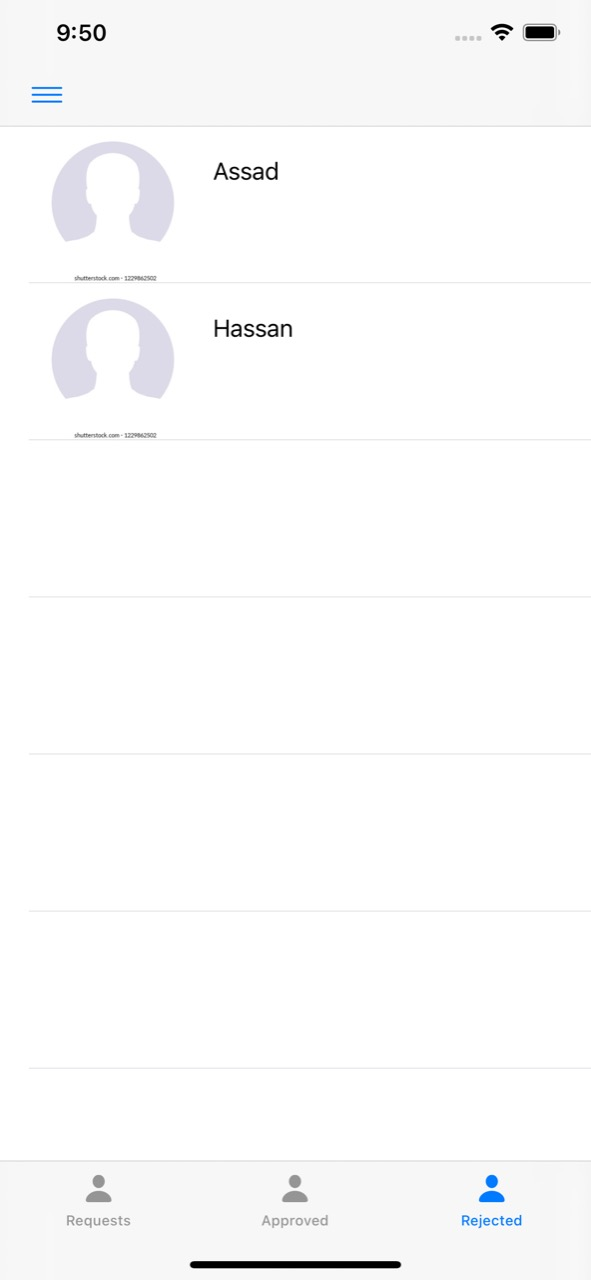 9:50
Assad
shutterstock.com · 1229862502
Hassan
shutterstock.com · 1229862502
Requests Approved Rejected